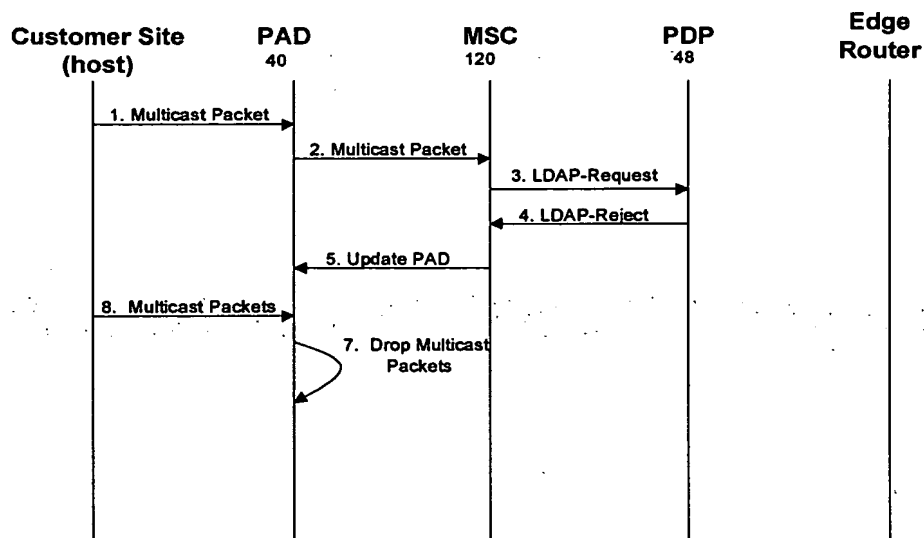 Customer Site
(host)
PAD
40
MSC
120
PDP
48
Edge
Router
1. Multicast Packet
2. Multicast Packet
3. LDAP-Request
4. LDAP-Reject
5. Update PAD
8. Multicast Packets
7. Drop Multicast
Packets